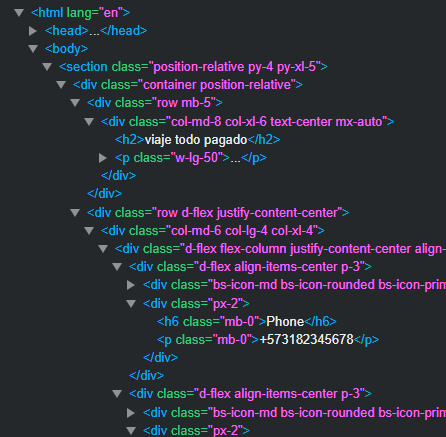 <html lang="en">
<head>...</head>
<body>
<section class="position-relative py-4 py-xl-5">
<div class="container position-relative">
<div class="row mb-5">
<div class="col-md-8 col-xl-6 text-center mx-auto">
<h2>viaje todo pagado</h2>
<p class="w-lg-50">...</p>
</div>
</div>
<div class="row d-flex justify-content-center">
<div class="col-md-6 col-lg-4 col-xl-4">
<div class="d-flex flex-column justify-content-center align-
<div class="d-flex align-items-center p-3">
<div class="bs-icon-md bs-icon-rounded bs-icon-prim
<div class="px-2">
<h6 class="mb-0">Phone</h6>
<p class="mb-0">+573182345678</p>
</div>
</div>
<div class="d-flex align-items-center p-3">
<div class="bs-icon-md bs-icon-rounded bs-icon-prim
<div class="px-2">